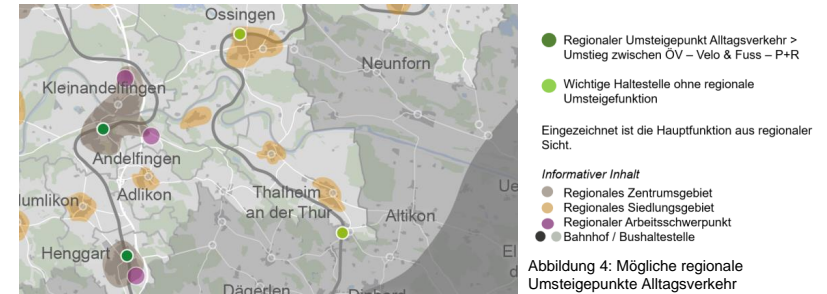 Ossingen
Neunforn
Kleinandelfingen
Andelfingen
Adlikon
lumlikon
Thalheim
an der Thur
Altikon
Henggart
Dägerlen
Regionaler Umsteigepunkt Alltagsverkehr >
Umstieg zwischen ÖV – Velo & Fuss – P+R
Wichtige Haltestelle ohne regionale
Umsteigefunktion
Eingezeichnet ist die Hauptfunktion aus regionaler
Sicht.
Informativer Inhalt
Regionales Zentrumsgebiet
Regionales Siedlungsgebiet
Regionaler Arbeitsschwerpunkt
Bahnhof / Bushaltestelle
Abbildung 4: Mögliche regionale
Umsteigepunkte Alltagsverkehr